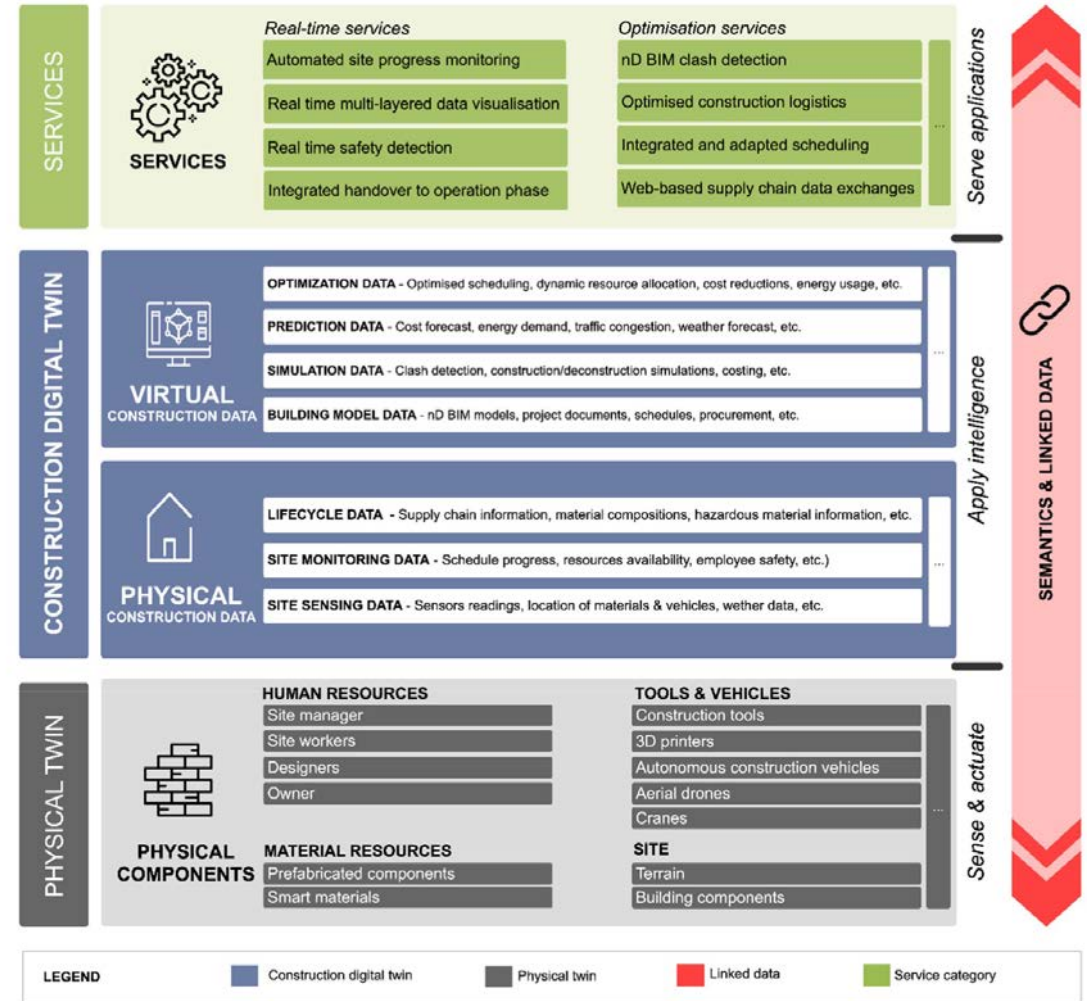 SERVICES
SERVICES
Real-time services
Automated site progress monitoring
Real time multi-layered data visualisation
Real time safety detection
Integrated handover to operation phase
Optimisation services
nD BIM clash detection
Optimised construction logistics
Integrated and adapted scheduling
Web-based supply chain data exchanges
...
Serve applications
CONSTRUCTION DIGITAL TWIN
VIRTUAL
CONSTRUCTION DATA
OPTIMIZATION DATA - Optimised scheduling, dynamic resource allocation, cost reductions, energy usage, etc.
PREDICTION DATA - Cost forecast, energy demand, traffic congestion, weather forecast, etc.
SIMULATION DATA - Clash detection, construction/deconstruction simulations, costing, etc.
BUILDING MODEL DATA - nD BIM models, project documents, schedules, procurement, etc.
...
PHYSICAL
CONSTRUCTION DATA
LIFECYCLE DATA - Supply chain information, material compositions, hazardous material information, etc.
SITE MONITORING DATA - Schedule progress, resources availability, employee safety, etc.)
SITE SENSING DATA - Sensors readings, location of materials & vehicles, wether data, etc.
...
Apply intelligence
PHYSICAL TWIN
PHYSICAL
COMPONENTS
HUMAN RESOURCES
Site manager
Site workers
Designers
Owner
MATERIAL RESOURCES
Prefabricated components
Smart materials
TOOLS & VEHICLES
Construction tools
3D printers
Autonomous construction vehicles
Aerial drones
Cranes
SITE
Terrain
Building components
...
Sense & actuate
SEMANTICS & LINKED DATA
LEGEND
Construction digital twin
Physical twin
Linked data
Service category